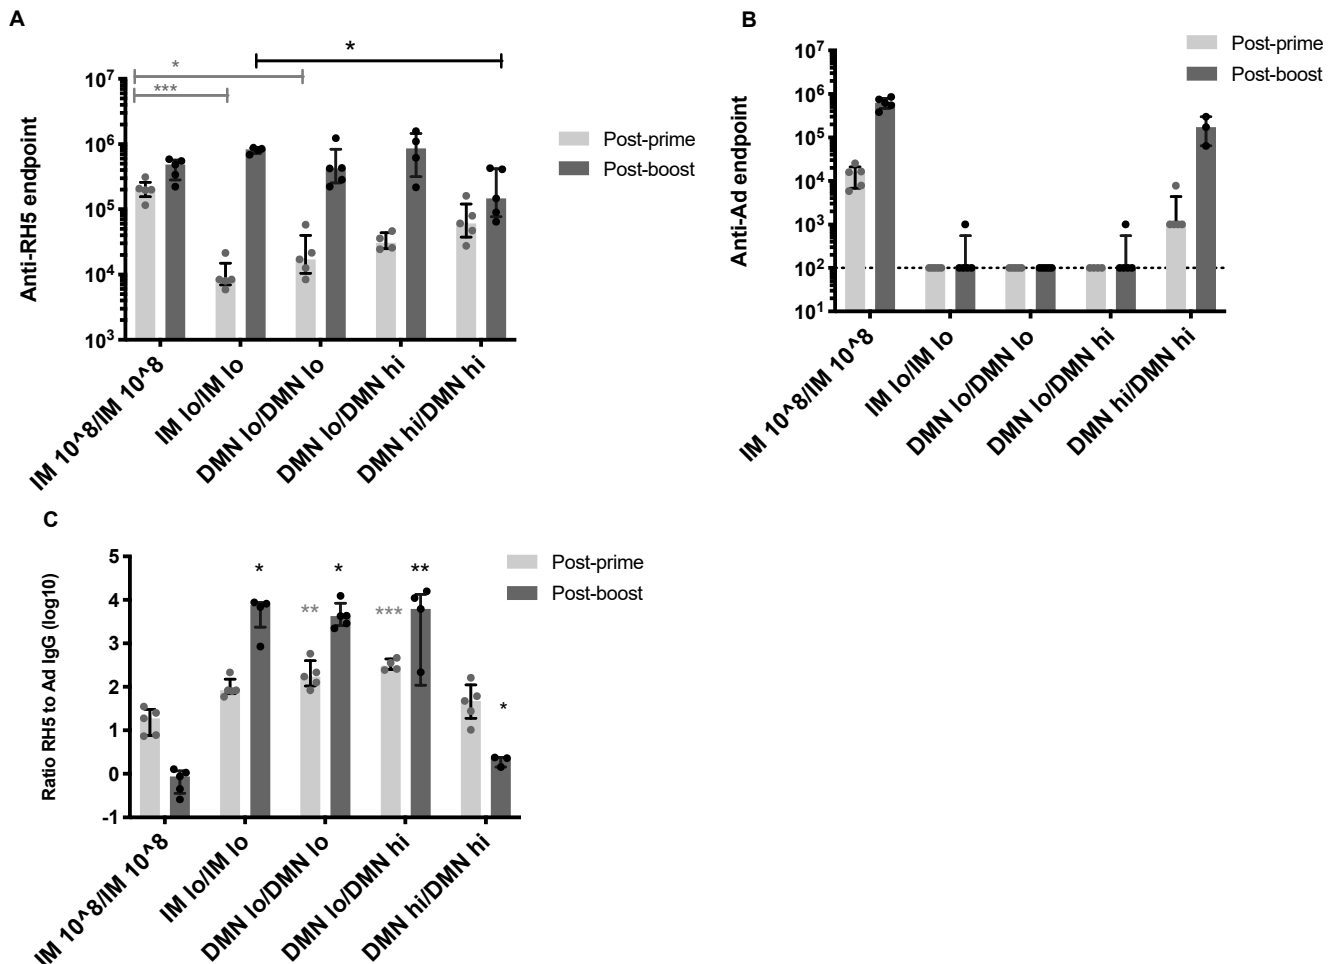 A
*
*
***
10^7
10^6
10^5
10^4
10^3
Anti-RH5 endpoint
Post-prime
Post-boost
IM 10^8/IM 10^8
IM lo/IM lo
DMN lo/DMN lo
DMN lo/DMN hi
DMN hi/DMN hi
B
Post-prime
Post-boost
10^7
10^6
10^5
10^4
10^3
10^2
10^1
Anti-Ad endpoint
IM 10^8/IM 10^8
IM lo/IM lo
DMN lo/DMN lo
DMN lo/DMN hi
DMN hi/DMN hi
C
Post-prime
Post-boost
5
4
3
2
1
0
-1
Ratio RH5 to Ad IgG (log10)
* * **
** ***
*
IM 10^8/IM 10^8
IM lo/IM lo
DMN lo/DMN lo
DMN lo/DMN hi
DMN hi/DMN hi